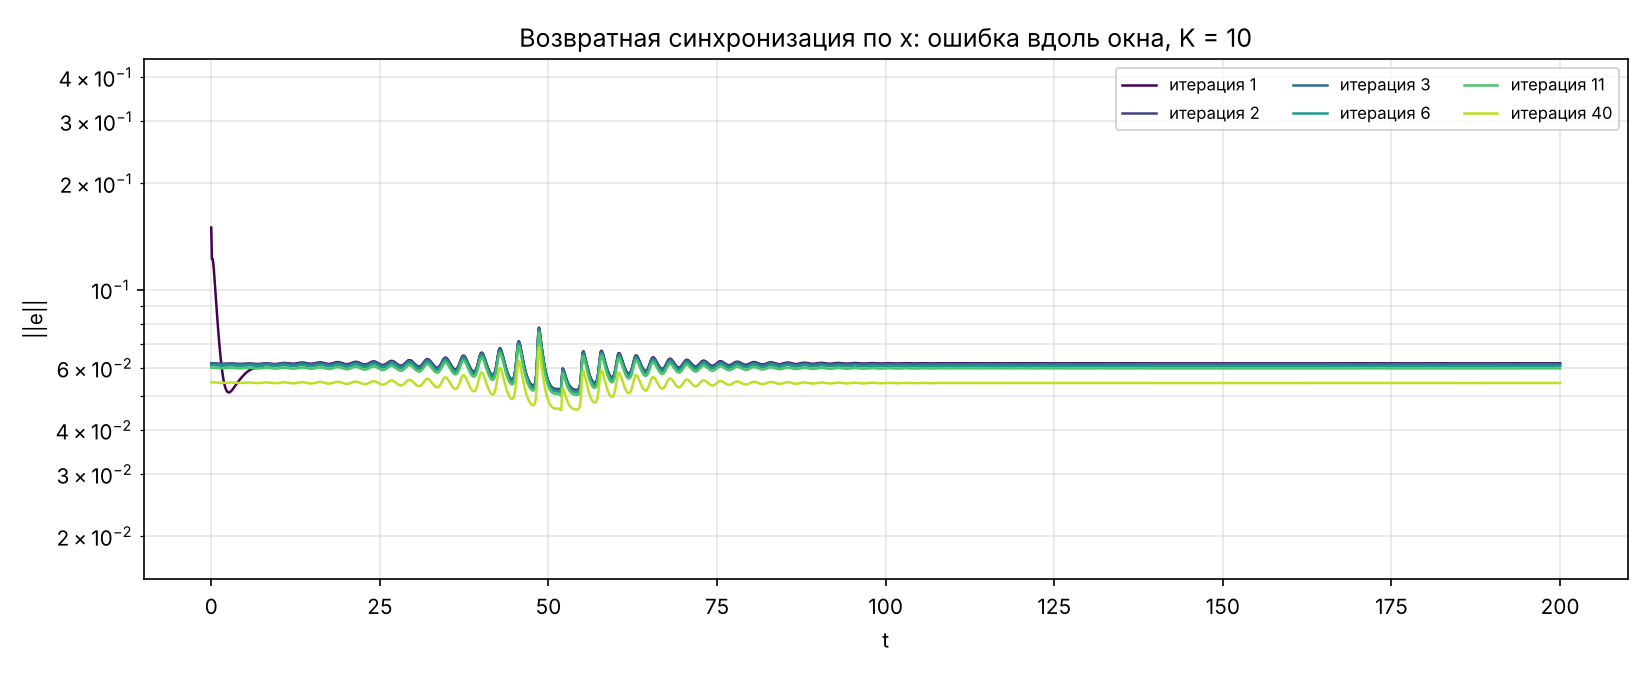 Возвратная синхронизация по x: ошибка вдоль окна, K = 10
||e||
4 × 10⁻¹
3 × 10⁻¹
2 × 10⁻¹
10⁻¹
6 × 10⁻²
4 × 10⁻²
3 × 10⁻²
2 × 10⁻²
итерация 1
итерация 2
итерация 3
итерация 6
итерация 11
итерация 40
0 25 50 75 100 125 150 175 200
t